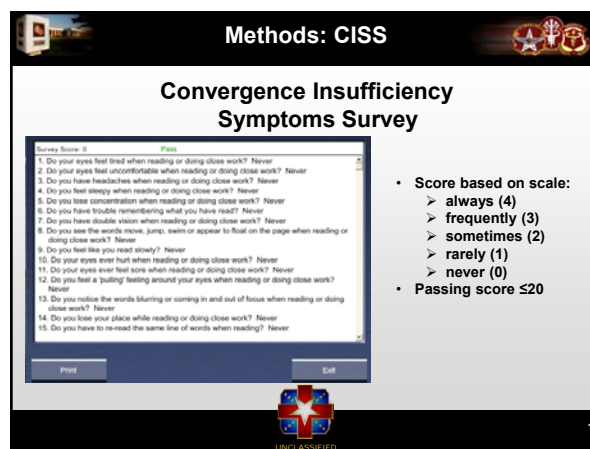 Methods: CISS
Convergence Insufficiency
Symptoms Survey
Survey Score: 0 Pass
1. Do your eyes feel tired when reading or doing close work? Never
2. Do your eyes feel uncomfortable when reading or doing close work? Never
3. Do you have headaches when reading or doing close work? Never
4. Do you feel sleepy when reading or doing close work? Never
5. Do you lose concentration when reading or doing close work? Never
6. Do you have trouble remembering what you have read? Never
7. Do you have double vision when reading or doing close work? Never
8. Do you see the words move, jump, swim or appear to float on the page when reading or
doing close work? Never
9. Do you feel like you read slowly? Never
10. Do your eyes ever hurt when reading or doing close work? Never
11. Do your eyes ever feel sore when reading or doing close work? Never
12. Do you feel a 'pulling' feeling around your eyes when reading or doing close work?
Never
13. Do you notice the words blurring or coming in and out of focus when reading or doing
close work? Never
14. Do you lose your place while reading or doing close work? Never
15. Do you have to re-read the same line of words when reading? Never
Print Exit
• Score based on scale:
➢ always (4)
➢ frequently (3)
➢ sometimes (2)
➢ rarely (1)
➢ never (0)
• Passing score ≤20
UNCLASSIFIED